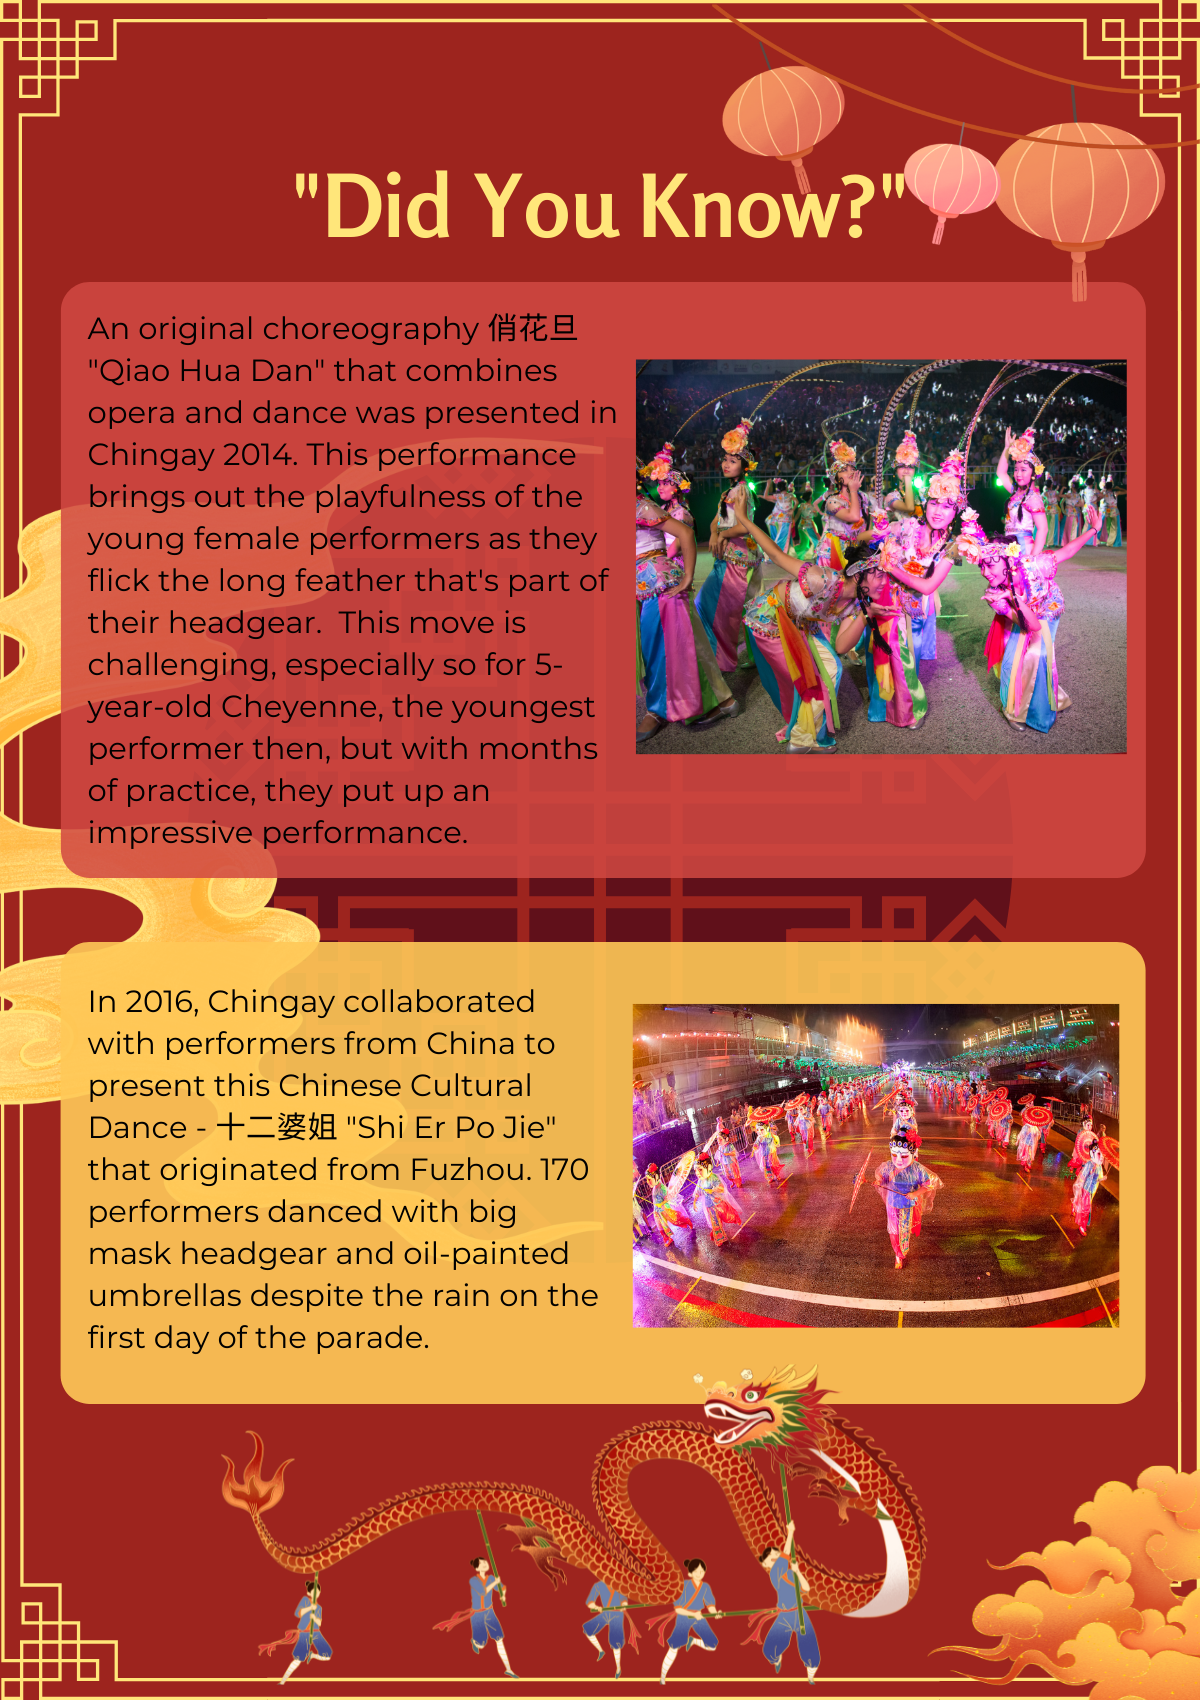 "Did You Know?"
An original choreography 俏花旦
"Qiao Hua Dan" that combines
opera and dance was presented in
Chingay 2014. This performance
brings out the playfulness of the
young female performers as they
flick the long feather that's part of
their headgear.  This move is
challenging, especially so for 5-
year-old Cheyenne, the youngest
performer then, but with months
of practice, they put up an
impressive performance.
In 2016, Chingay collaborated
with performers from China to
present this Chinese Cultural
Dance - 十二婆姐 "Shi Er Po Jie"
that originated from Fuzhou. 170
performers danced with big
mask headgear and oil-painted
umbrellas despite the rain on the
first day of the parade.